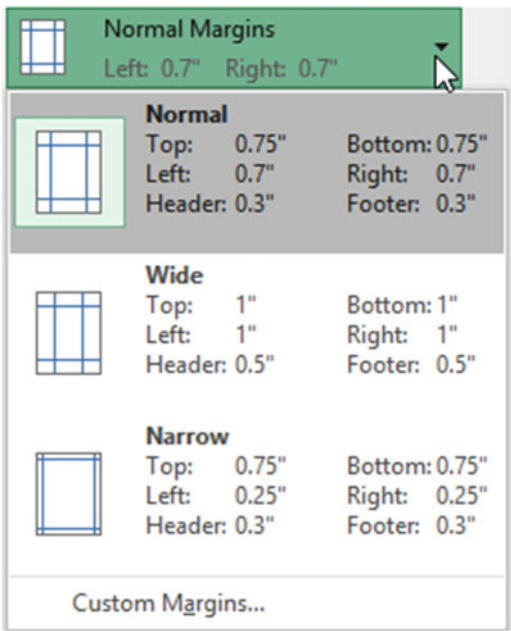 Normal Margins
Left: 0.7" Right: 0.7"
Normal
Top: 0.75" Bottom: 0.75"
Left: 0.7" Right: 0.7"
Header: 0.3" Footer: 0.3"
Wide
Top: 1" Bottom: 1"
Left: 1" Right: 1"
Header: 0.5" Footer: 0.5"
Narrow
Top: 0.75" Bottom: 0.75"
Left: 0.25" Right: 0.25"
Header: 0.3" Footer: 0.3"
Custom Margins...